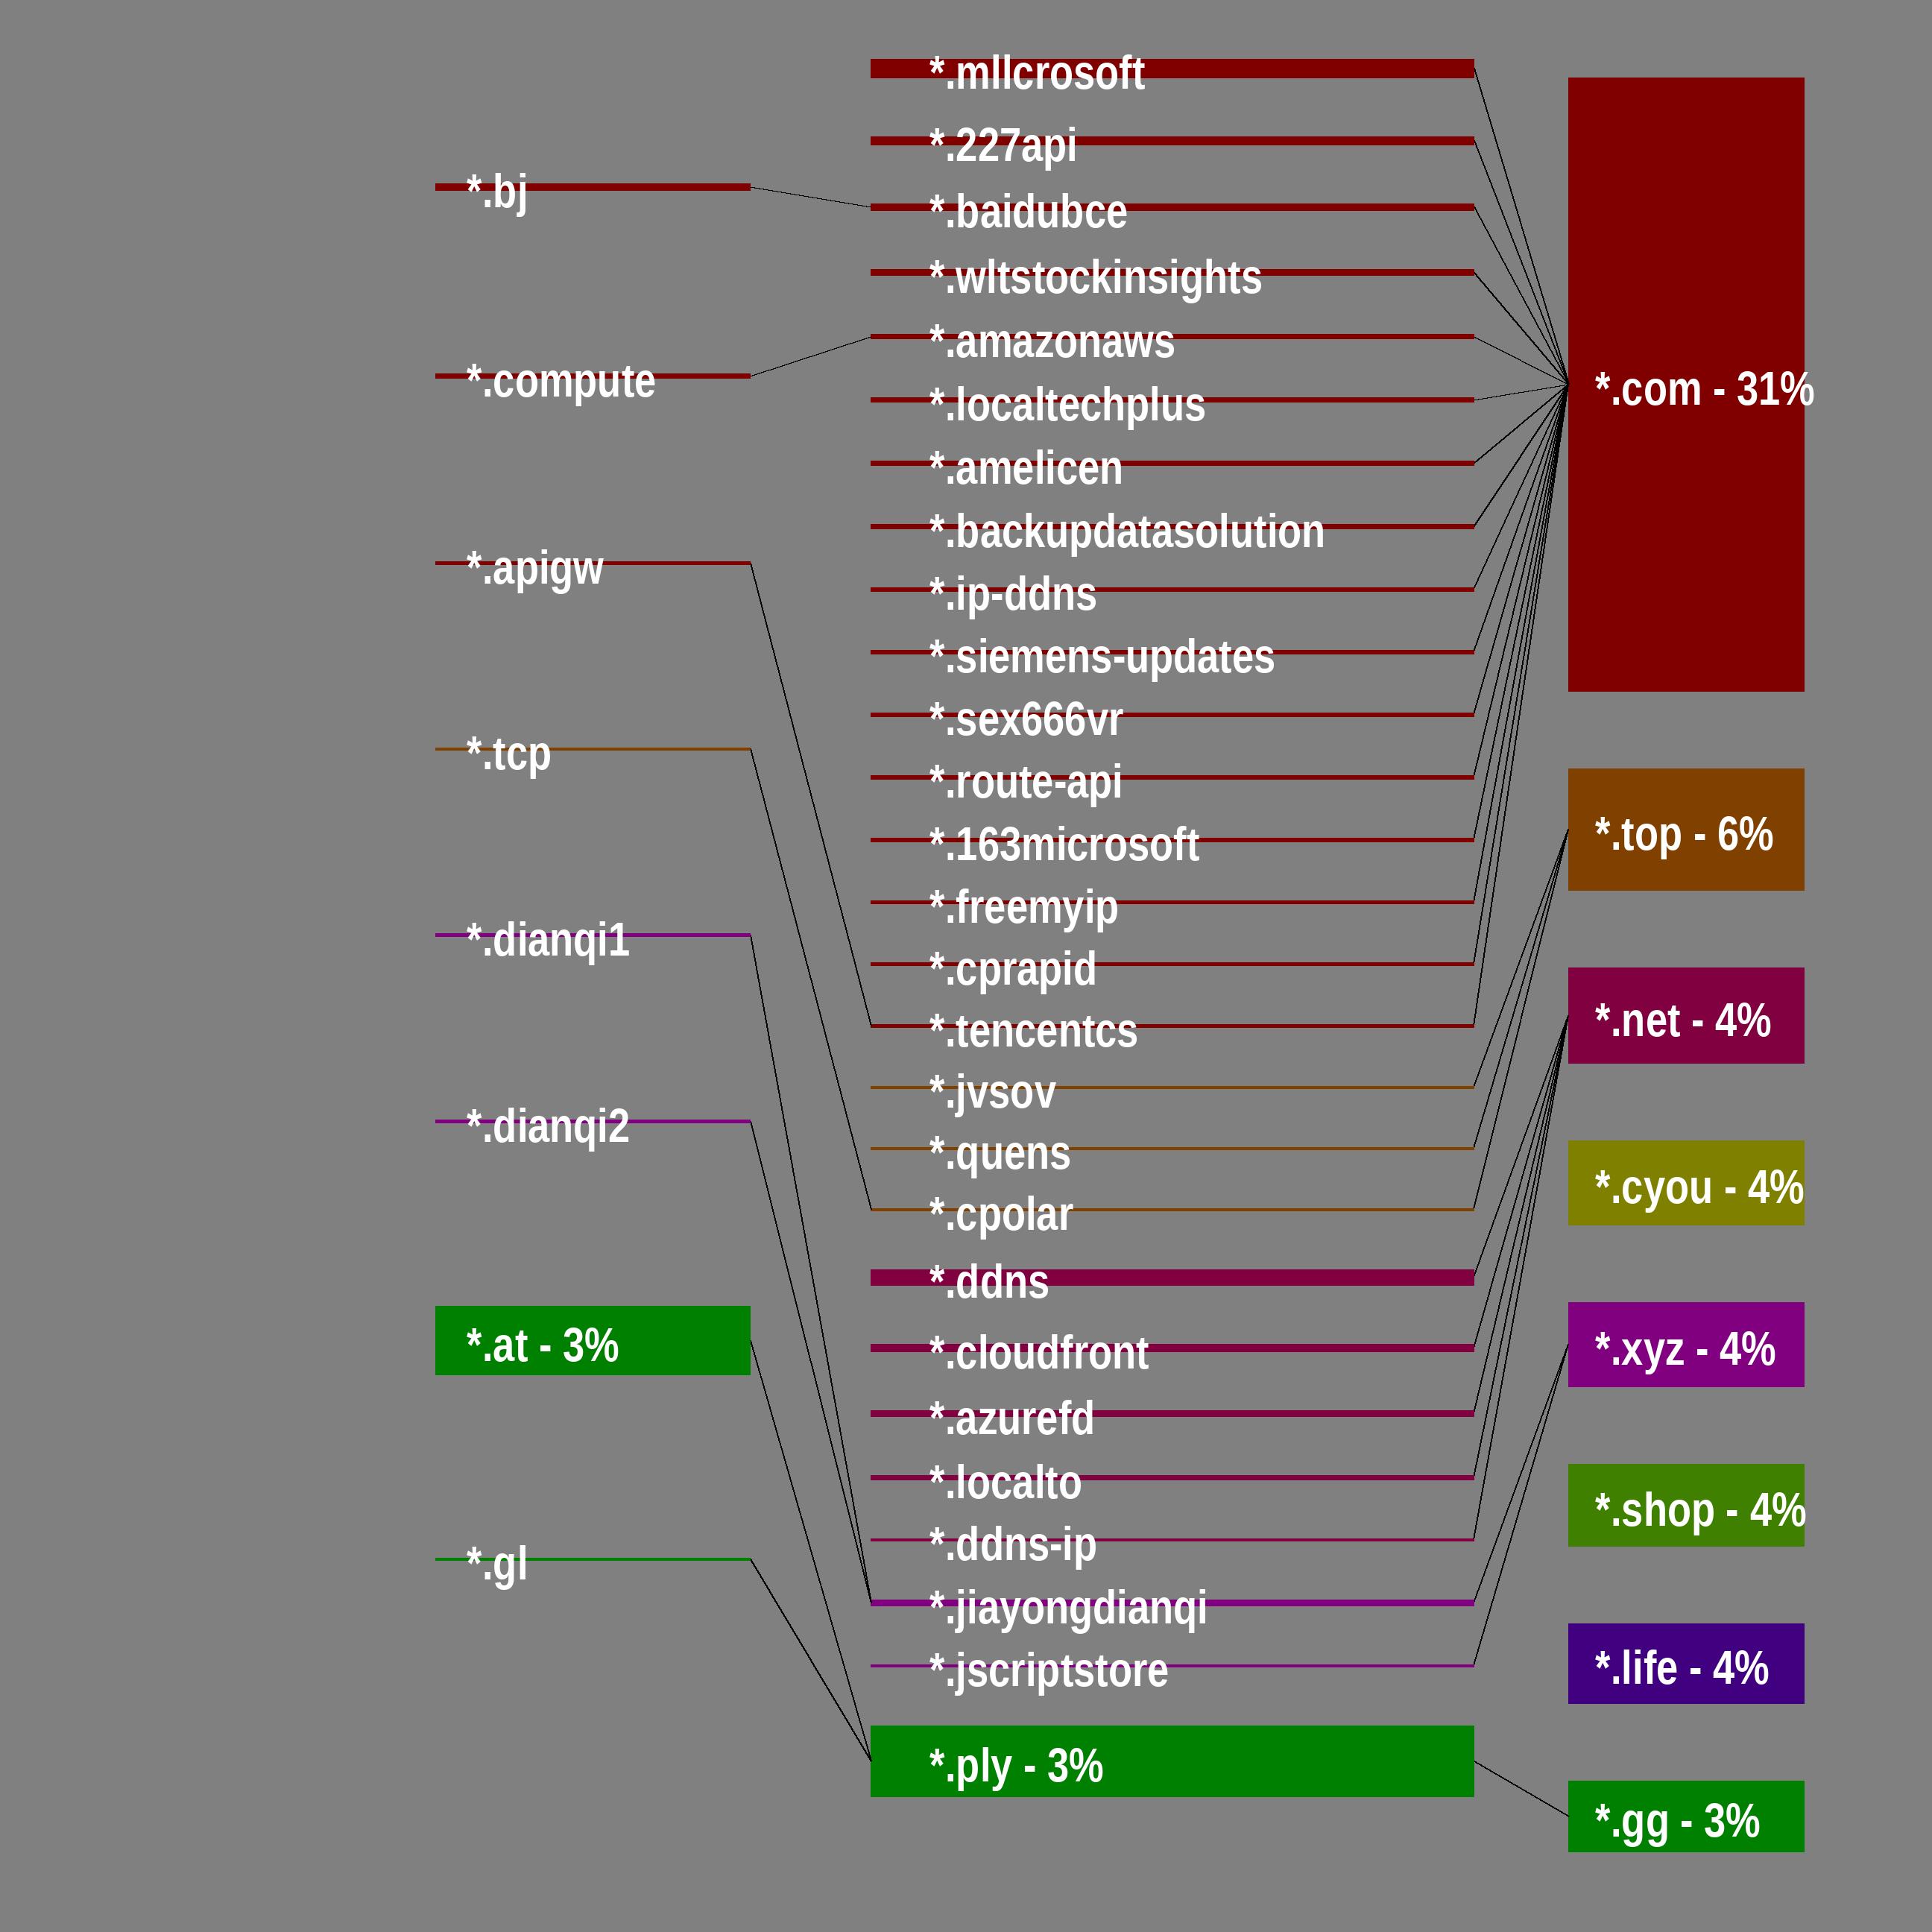 *.bj
*.compute
*.apigw
*.tcp
*.dianqi1
*.dianqi2
*.at - 3%
*.gl
*.mllcrosoft
*.227api
*.baidubce
*.wltstockinsights
*.amazonaws
*.localtechplus
*.amelicen
*.backupdatasolution
*.ip-ddns
*.siemens-updates
*.sex666vr
*.route-api
*.163microsoft
*.freemyip
*.cprapid
*.tencentcs
*.jvsov
*.quens
*.cpolar
*.ddns
*.cloudfront
*.azurefd
*.localto
*.ddns-ip
*.jiayongdianqi
*.jscriptstore
*.ply - 3%
*.com - 31%
*.top - 6%
*.net - 4%
*.cyou - 4%
*.xyz - 4%
*.shop - 4%
*.life - 4%
*.gg - 3%